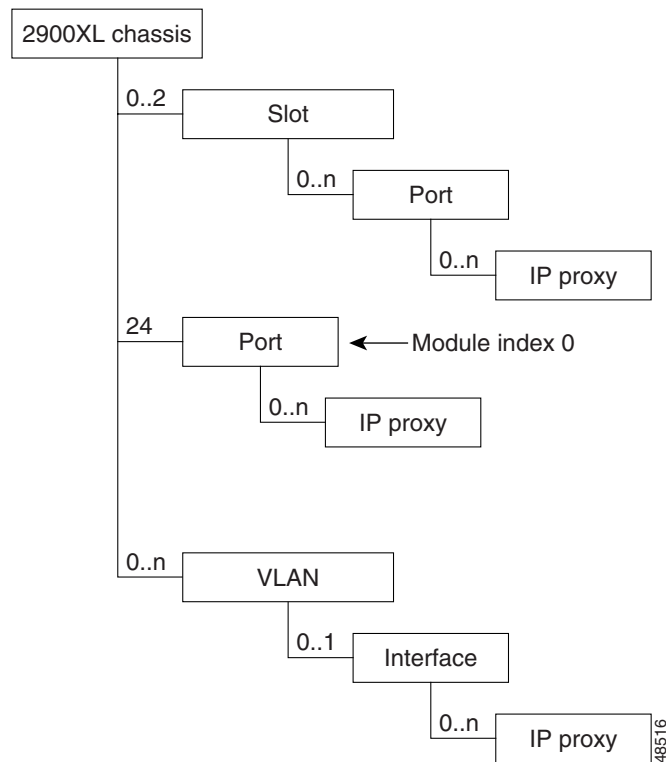 2900XL chassis
0..2
Slot
0..n
Port
0..n
IP proxy
24
Port
Module index 0
0..n
IP proxy
0..n
VLAN
0..1
Interface
0..n
IP proxy
48516